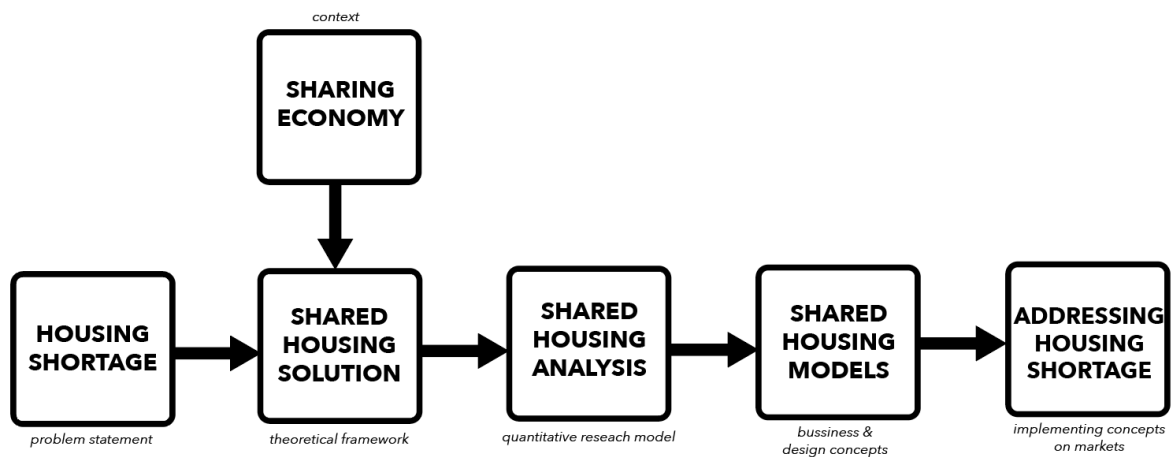 context
SHARING
ECONOMY
HOUSING
SHORTAGE
problem statement
SHARED
HOUSING
SOLUTION
theoretical framework
SHARED
HOUSING
ANALYSIS
quantitative reseach model
SHARED
HOUSING
MODELS
bussiness &
design concepts
ADDRESSING
HOUSING
SHORTAGE
implementing concepts
on markets